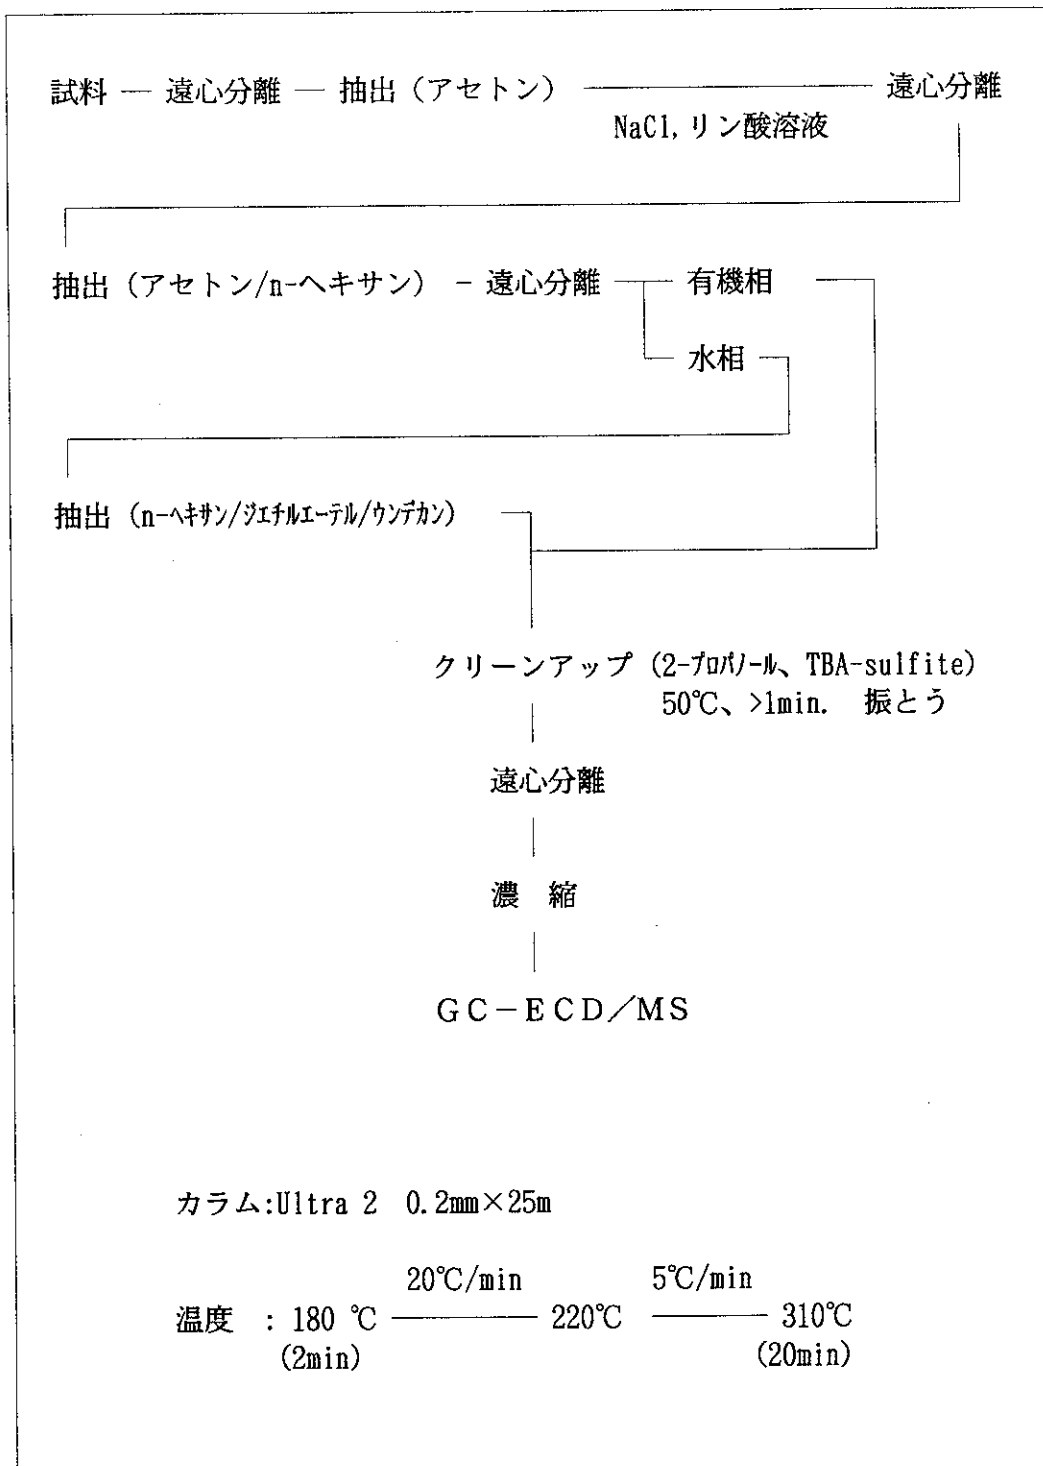 試料 ― 遠心分離 ― 抽出（アセトン） ― 遠心分離
NaCl, リン酸溶液
抽出（アセトン/n-ヘキサン） － 遠心分離 ― 有機相
水相
抽出 (n-ﾍｷｻﾝ/ｼﾞｴﾁﾙｴｰﾃﾙ/ｳﾝﾃﾞｶﾝ)
クリーンアップ (2-ﾌﾟﾛﾊﾟﾉｰﾙ、TBA-sulfite)
50℃、>1min. 振とう
遠心分離
濃 縮
ＧＣ－ＥＣＤ／ＭＳ
カラム:Ultra 2 0.2mm×25m
20℃/min 5℃/min
温度 : 180 ℃ ― 220℃ ― 310℃
(2min) (20min)